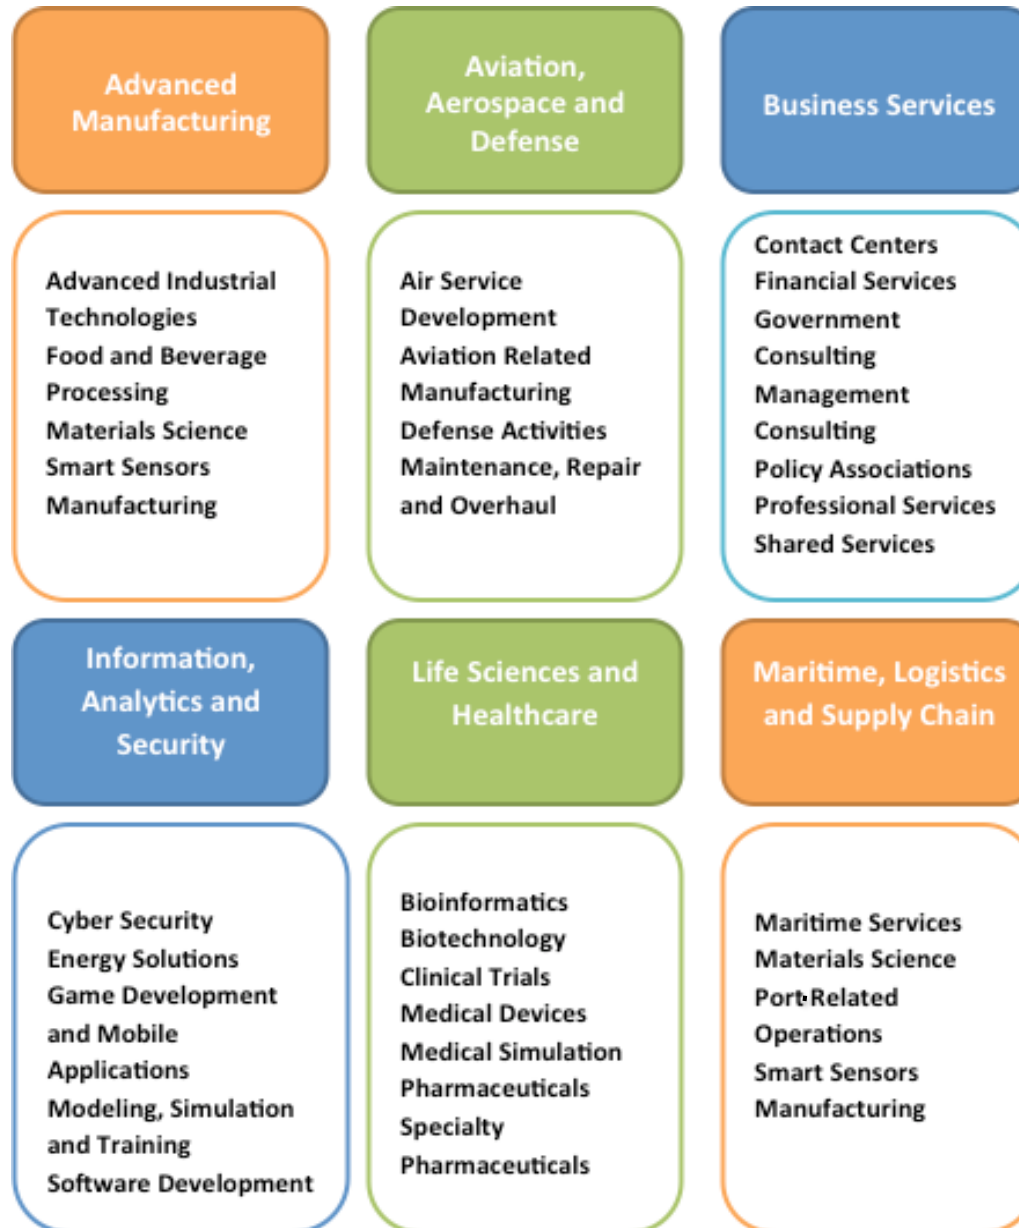 Advanced
Manufacturing
Aviation,
Aerospace and
Defense
Business Services
Advanced Industrial
Technologies
Food and Beverage
Processing
Materials Science
Smart Sensors
Manufacturing
Air Service
Development
Aviation Related
Manufacturing
Defense Activities
Maintenance, Repair
and Overhaul
Contact Centers
Financial Services
Government
Consulting
Management
Consulting
Policy Associations
Professional Services
Shared Services
Information,
Analytics and
Security
Life Sciences and
Healthcare
Maritime, Logistics
and Supply Chain
Cyber Security
Energy Solutions
Game Development
and Mobile
Applications
Modeling, Simulation
and Training
Software Development
Bioinformatics
Biotechnology
Clinical Trials
Medical Devices
Medical Simulation
Pharmaceuticals
Specialty
Pharmaceuticals
Maritime Services
Materials Science
Port-Related
Operations
Smart Sensors
Manufacturing